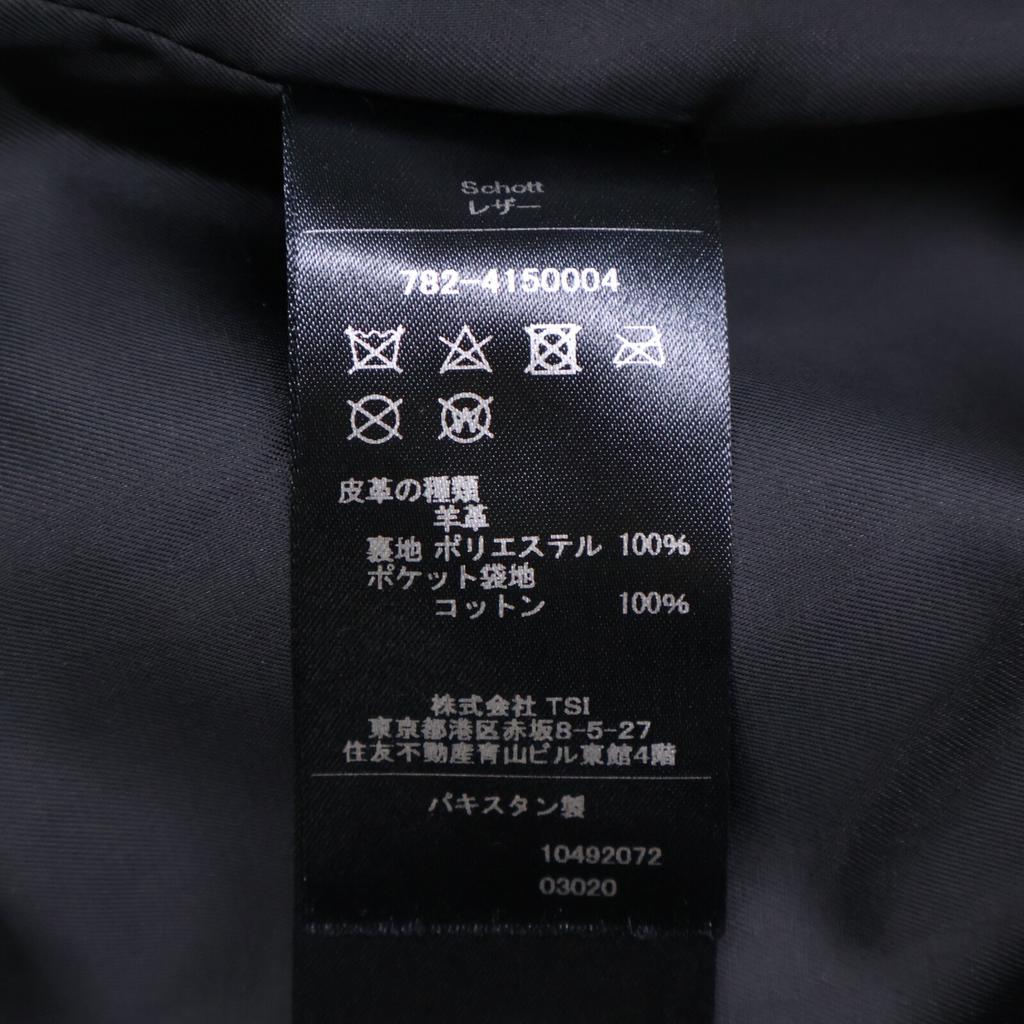 Schott
レザー
782-4150004
W
皮革の種類
羊革
裏地 ポリエステル 100%
ポケット袋地
コットン 100%
株式会社 TSI
東京都港区赤坂8-5-27
住友不動産青山ビル東館4階
パキスタン製
10492072
03020